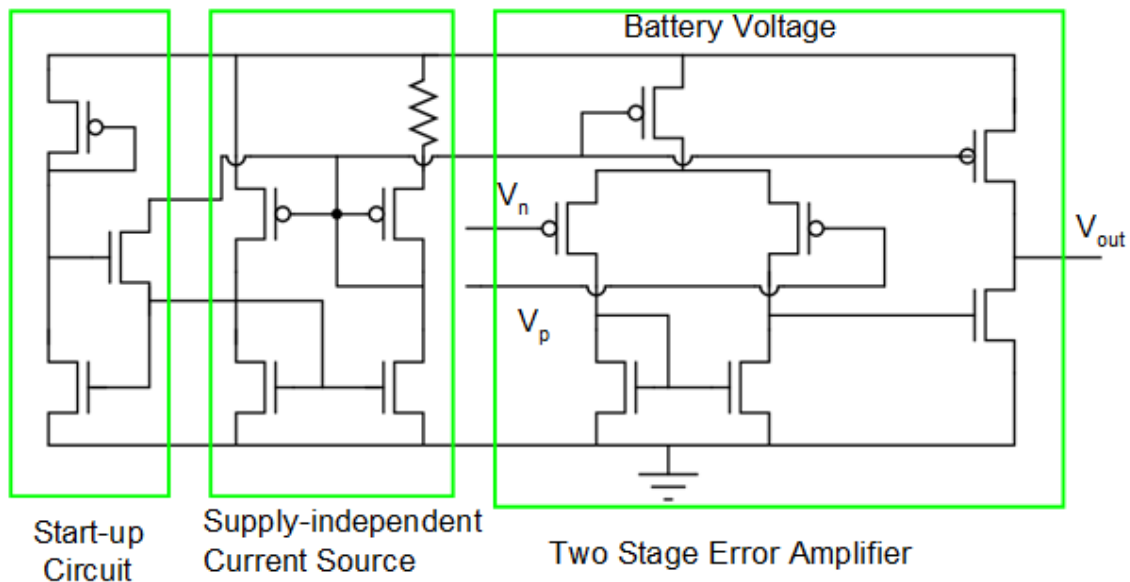 Battery Voltage
Vn
Vp
Vout
Start-up
Circuit
Supply-independent
Current Source
Two Stage Error Amplifier